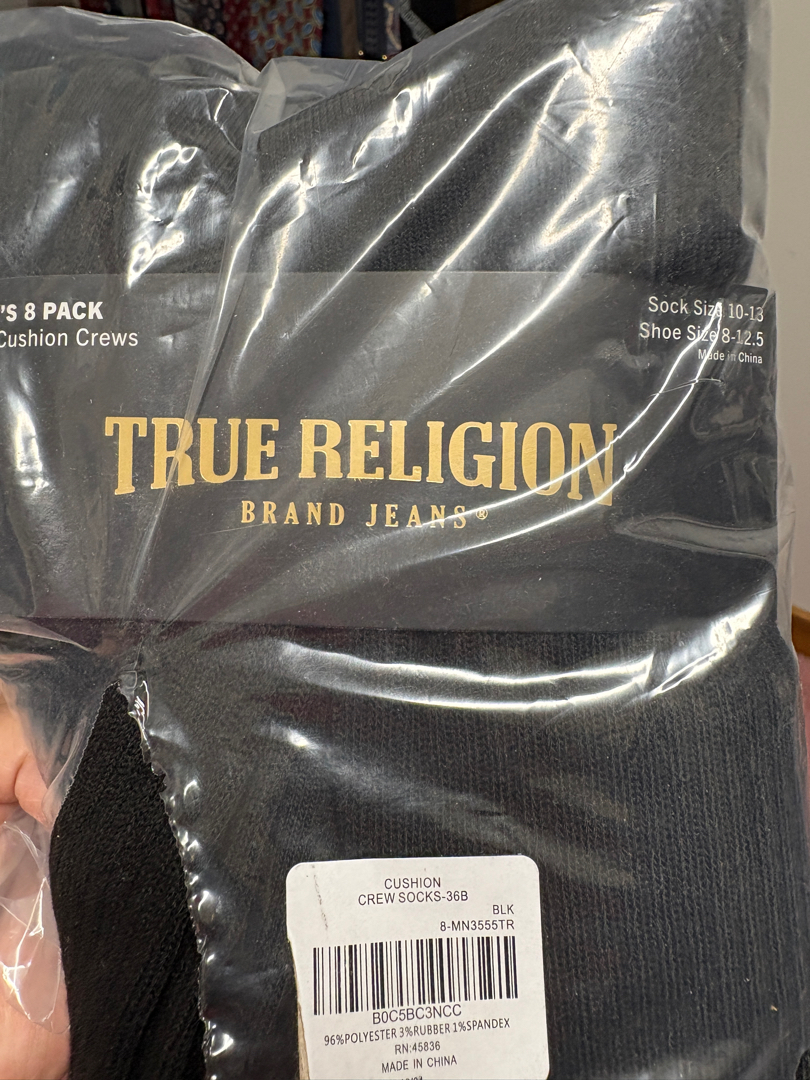 'S 8 PACK
Cushion Crews
Sock Size 10-13
Shoe Size 8-12.5
Made in China
TRUE RELIGION
BRAND JEANS®
CUSHION
CREW SOCKS-36B
BLK
8-MN3555TR
B0C5BC3NCC
96%POLYESTER 3%RUBBER 1%SPANDEX
RN:45836
MADE IN CHINA